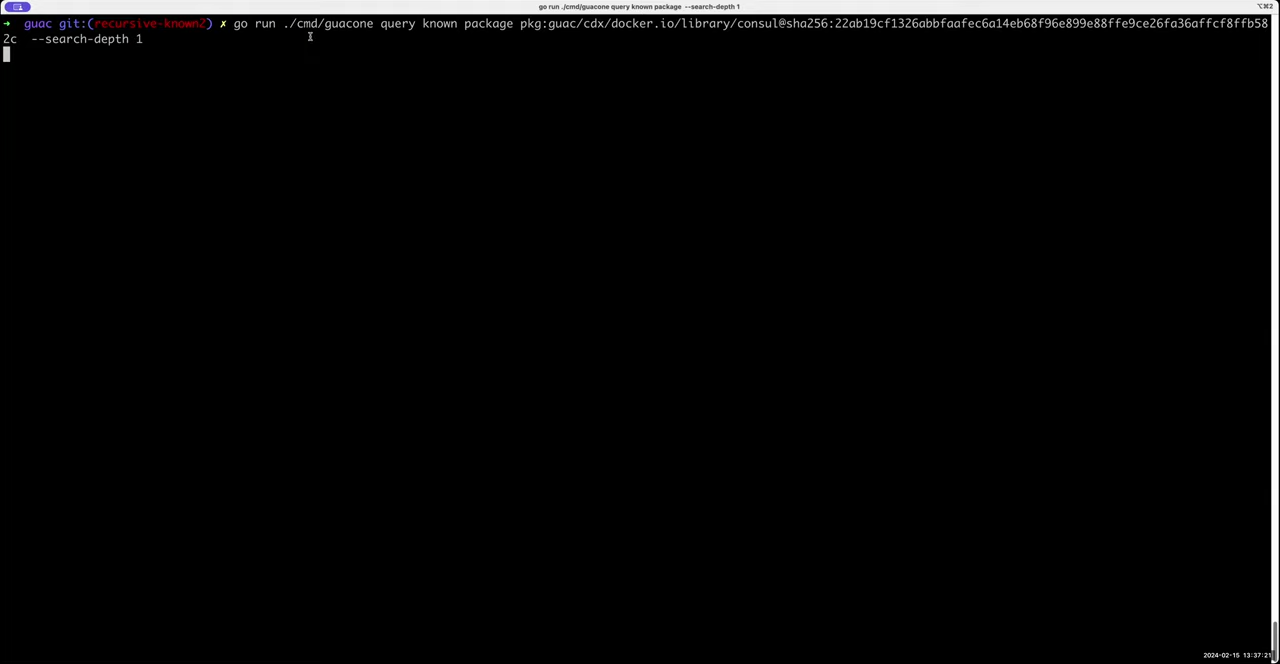 go run ./cmd/guacone query known package --search-depth 1
⌥⌘2
➜ guac git:(recursive-known2) ✗ go run ./cmd/guacone query known package pkg:guac/cdx/docker.io/library/consul@sha256:22ab19cf1326abbfaafec6a14eb68f96e899e88ffe9ce26fa36affcf8ffb58
2c --search-depth 1
2024-02-15 13:37:21